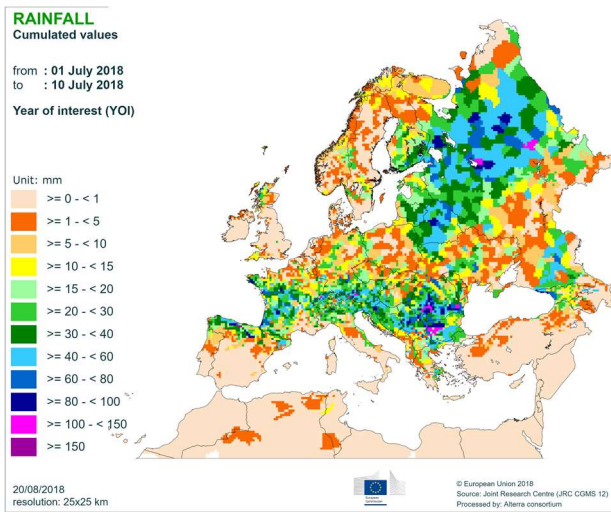 RAINFALL
Cumulated values
from : 01 July 2018
to : 10 July 2018
Year of interest (YOI)
Unit: mm
>= 0 - < 1
>= 1 - < 5
>= 5 - < 10
>= 10 - < 15
>= 15 - < 20
>= 20 - < 30
>= 30 - < 40
>= 40 - < 60
>= 60 - < 80
>= 80 - < 100
>= 100 - < 150
>= 150
20/08/2018
resolution: 25x25 km
European
Commission
© European Union 2018
Source: Joint Research Centre (JRC CGMS 12)
Processed by: Alterra consortium